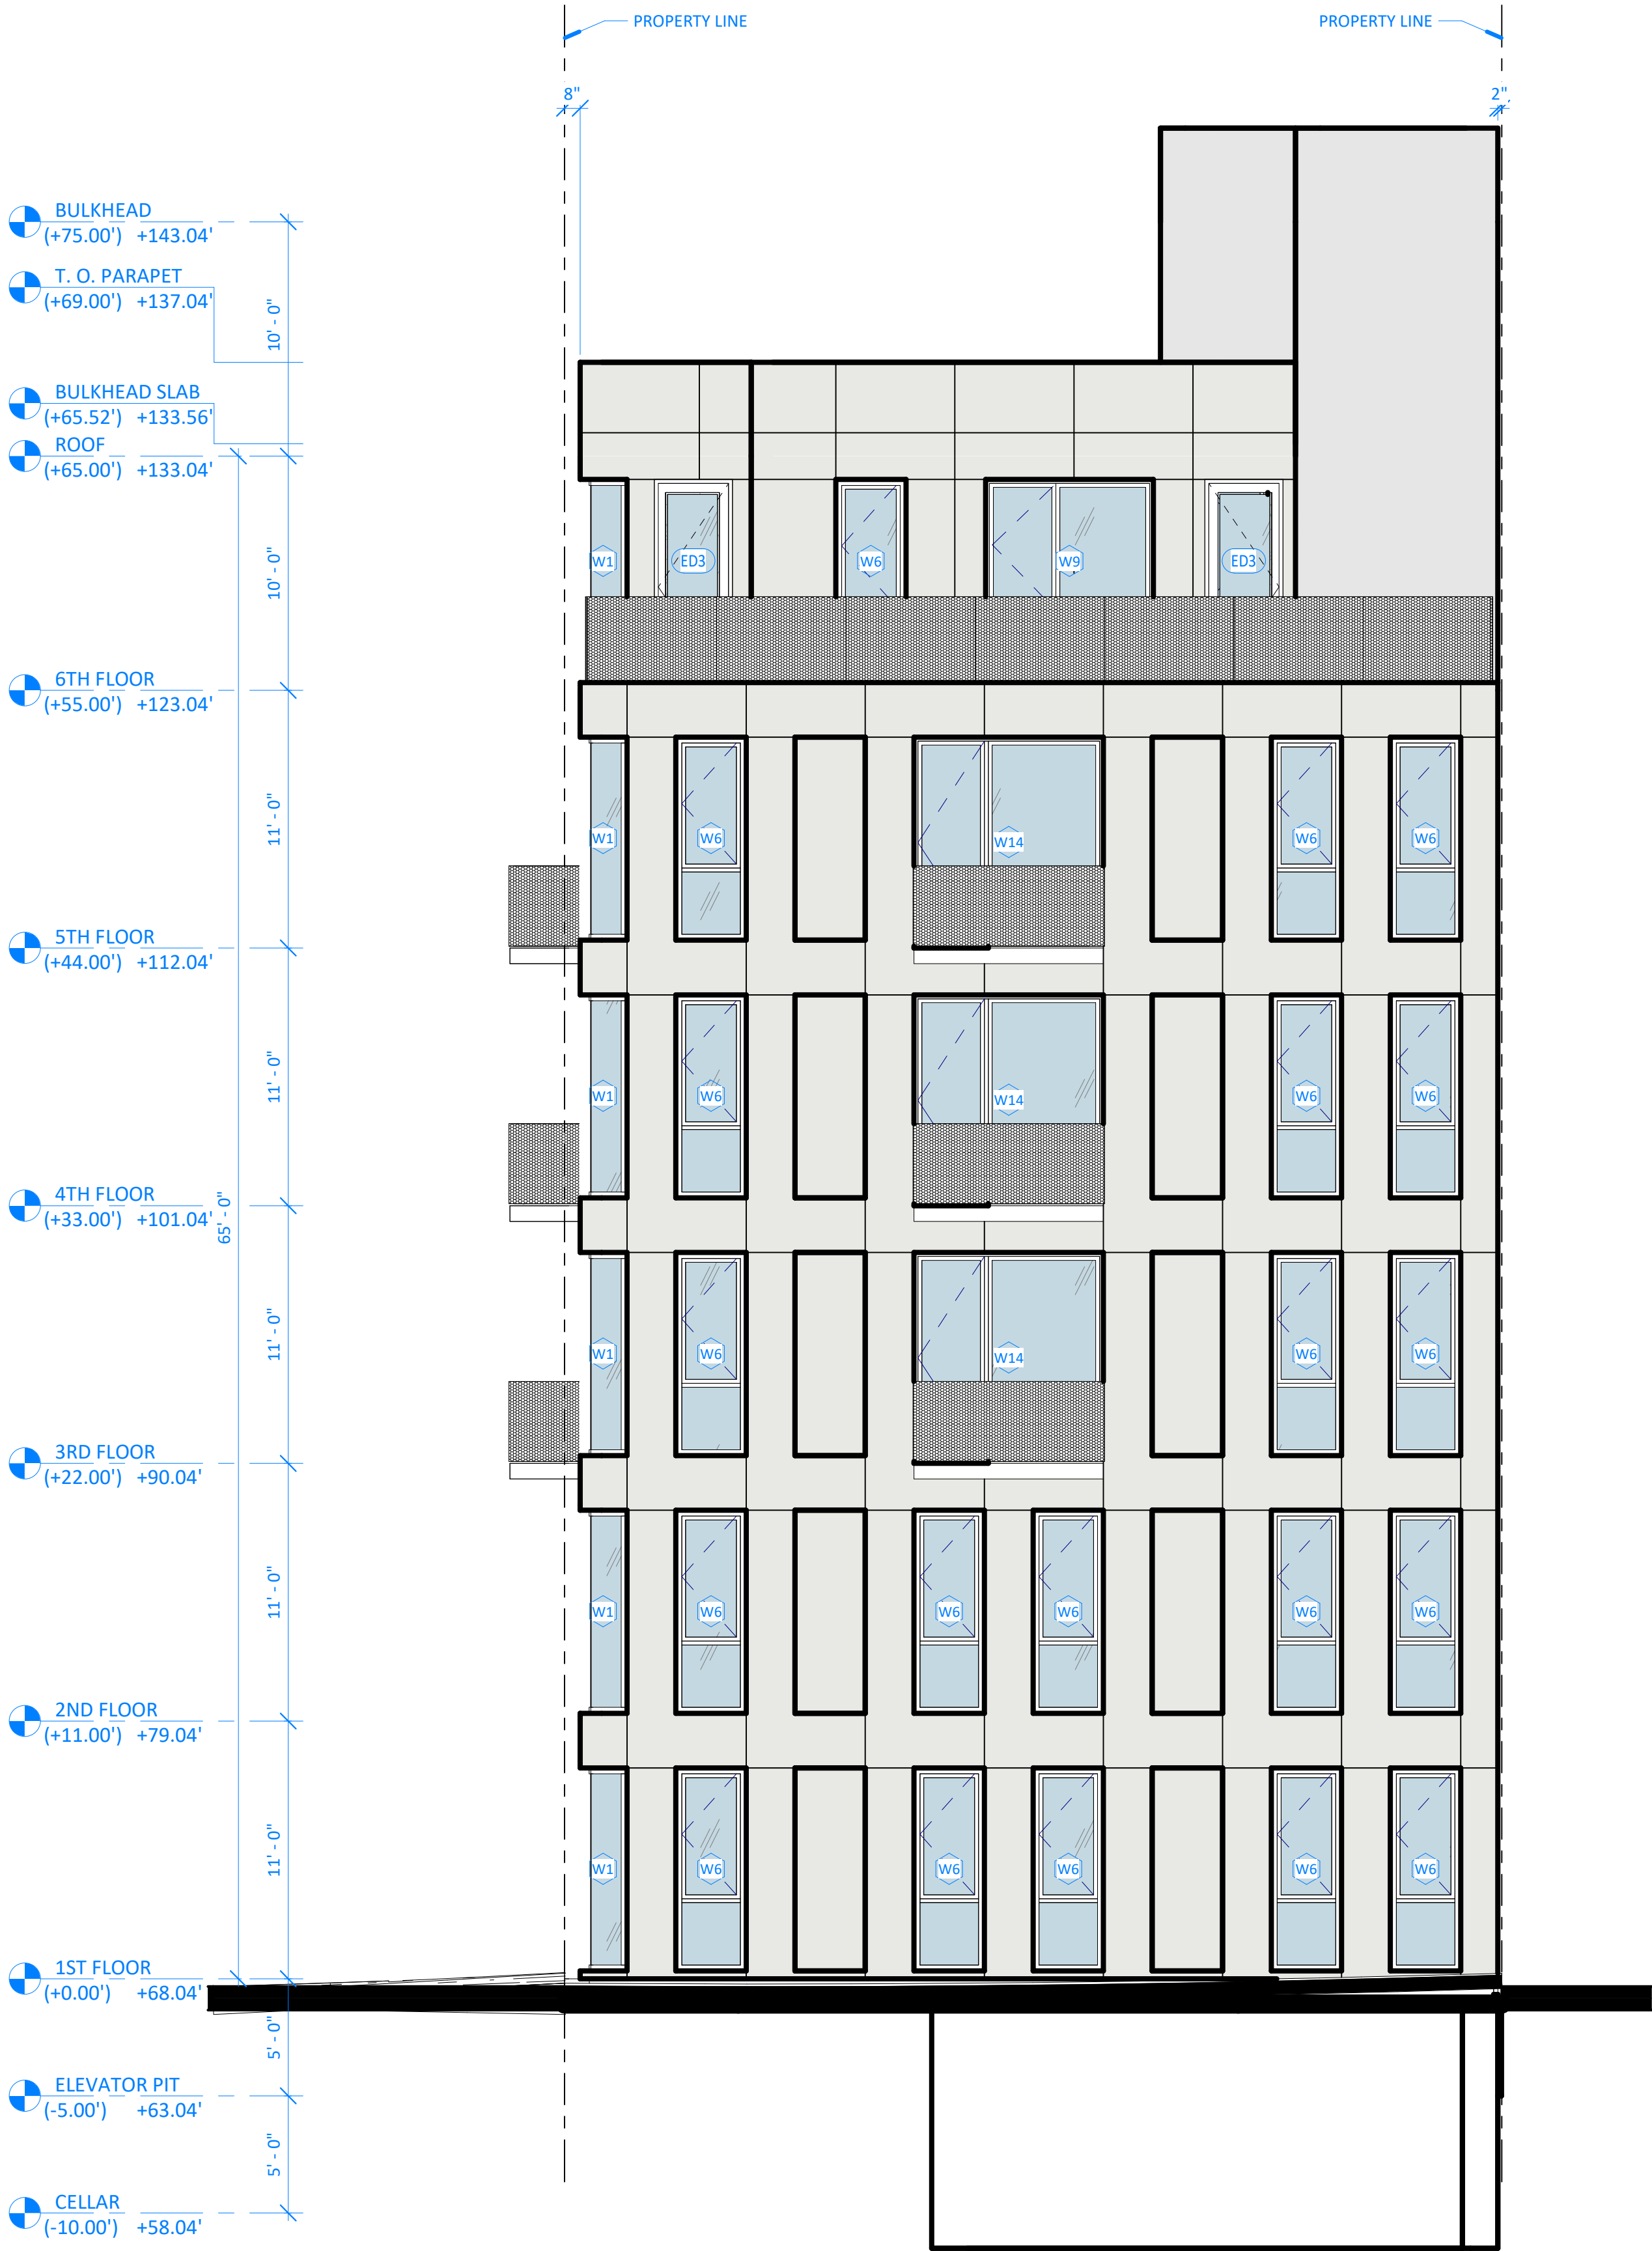 PROPERTY LINE
PROPERTY LINE
8"
2"
BULKHEAD
(+75.00') +143.04'
T. O. PARAPET
(+69.00') +137.04'
10' - 0"
BULKHEAD SLAB
(+65.52') +133.56'
ROOF
(+65.00') +133.04'
10' - 0"
W1
ED3
W6
W9
ED3
6TH FLOOR
(+55.00') +123.04'
11' - 0"
W1
W6
W14
W6
W6
5TH FLOOR
(+44.00') +112.04'
11' - 0"
W1
W6
W14
W6
W6
4TH FLOOR
(+33.00') +101.04'
65' - 0"
11' - 0"
W1
W6
W14
W6
W6
3RD FLOOR
(+22.00') +90.04'
11' - 0"
W1
W6
W6
W6
W6
W6
2ND FLOOR
(+11.00') +79.04'
11' - 0"
W1
W6
W6
W6
W6
W6
1ST FLOOR
(+0.00') +68.04'
5' - 0"
ELEVATOR PIT
(-5.00') +63.04'
5' - 0"
CELLAR
(-10.00') +58.04'